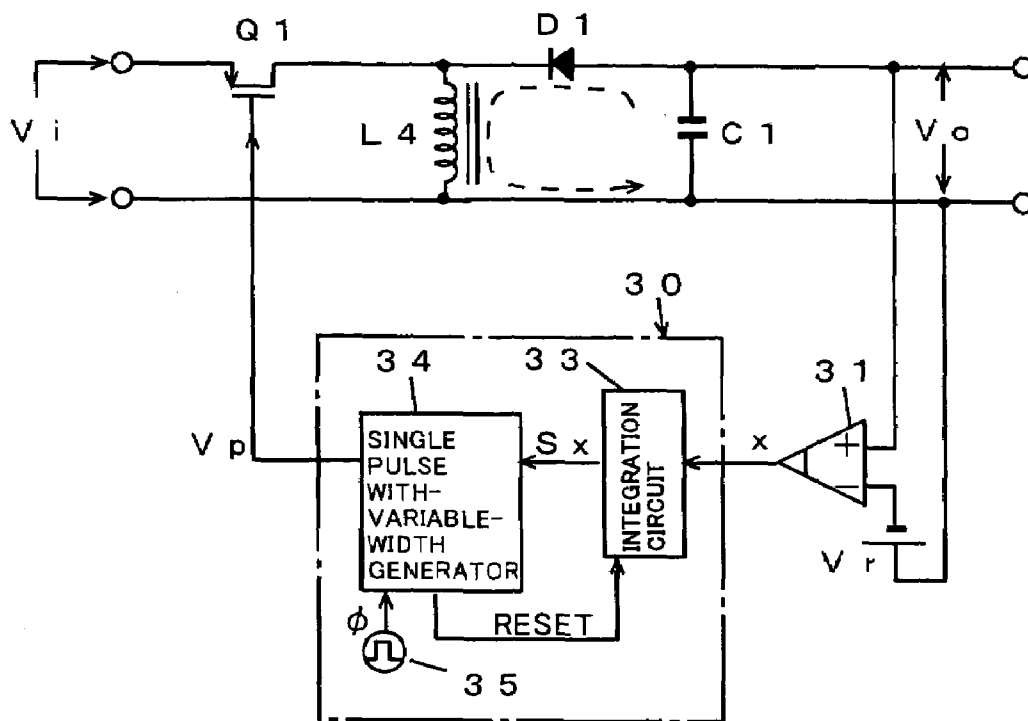 Q 1
D 1
V i
L 4
C 1
V o
3 0
3 4
3 3
3 1
V p
SINGLE
PULSE
WITH-
VARIABLE-
WIDTH
GENERATOR
S x
INTEGRATION
CIRCUIT
x
+
−
V r
ϕ
RESET
3 5